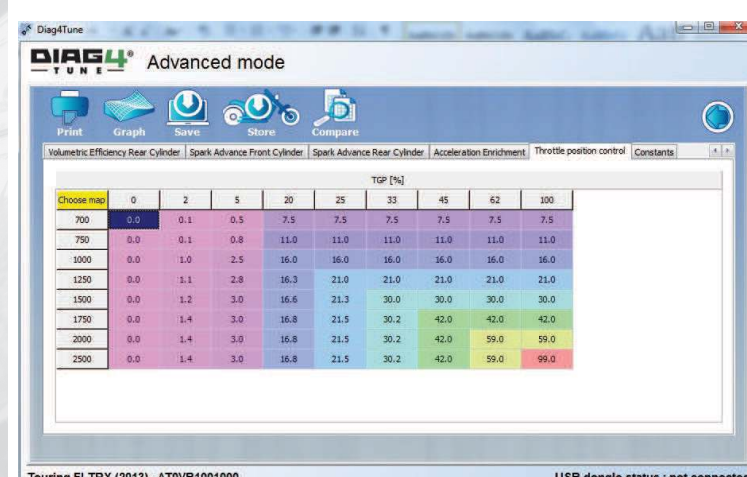 Diag4Tune
DIAG4® TUNE Advanced mode
Print Graph Save Store Compare
Volumetric Efficiency Rear Cylinder Spark Advance Front Cylinder Spark Advance Rear Cylinder Acceleration Enrichment Throttle position control Constants
TGP [%]
Choose map 0 2 5 20 25 33 45 62 100
700 0.0 0.1 0.5 7.5 7.5 7.5 7.5 7.5 7.5
750 0.0 0.1 0.8 11.0 11.0 11.0 11.0 11.0 11.0
1000 0.0 1.0 2.5 16.0 16.0 16.0 16.0 16.0 16.0
1250 0.0 1.1 2.8 16.3 21.0 21.0 21.0 21.0 21.0
1500 0.0 1.2 3.0 16.6 21.3 30.0 30.0 30.0 30.0
1750 0.0 1.4 3.0 16.8 21.5 30.2 42.0 42.0 42.0
2000 0.0 1.4 3.0 16.8 21.5 30.2 42.0 59.0 59.0
2500 0.0 1.4 3.0 16.8 21.5 30.2 42.0 59.0 99.0
Touring (2013) USB dongle status : not connected